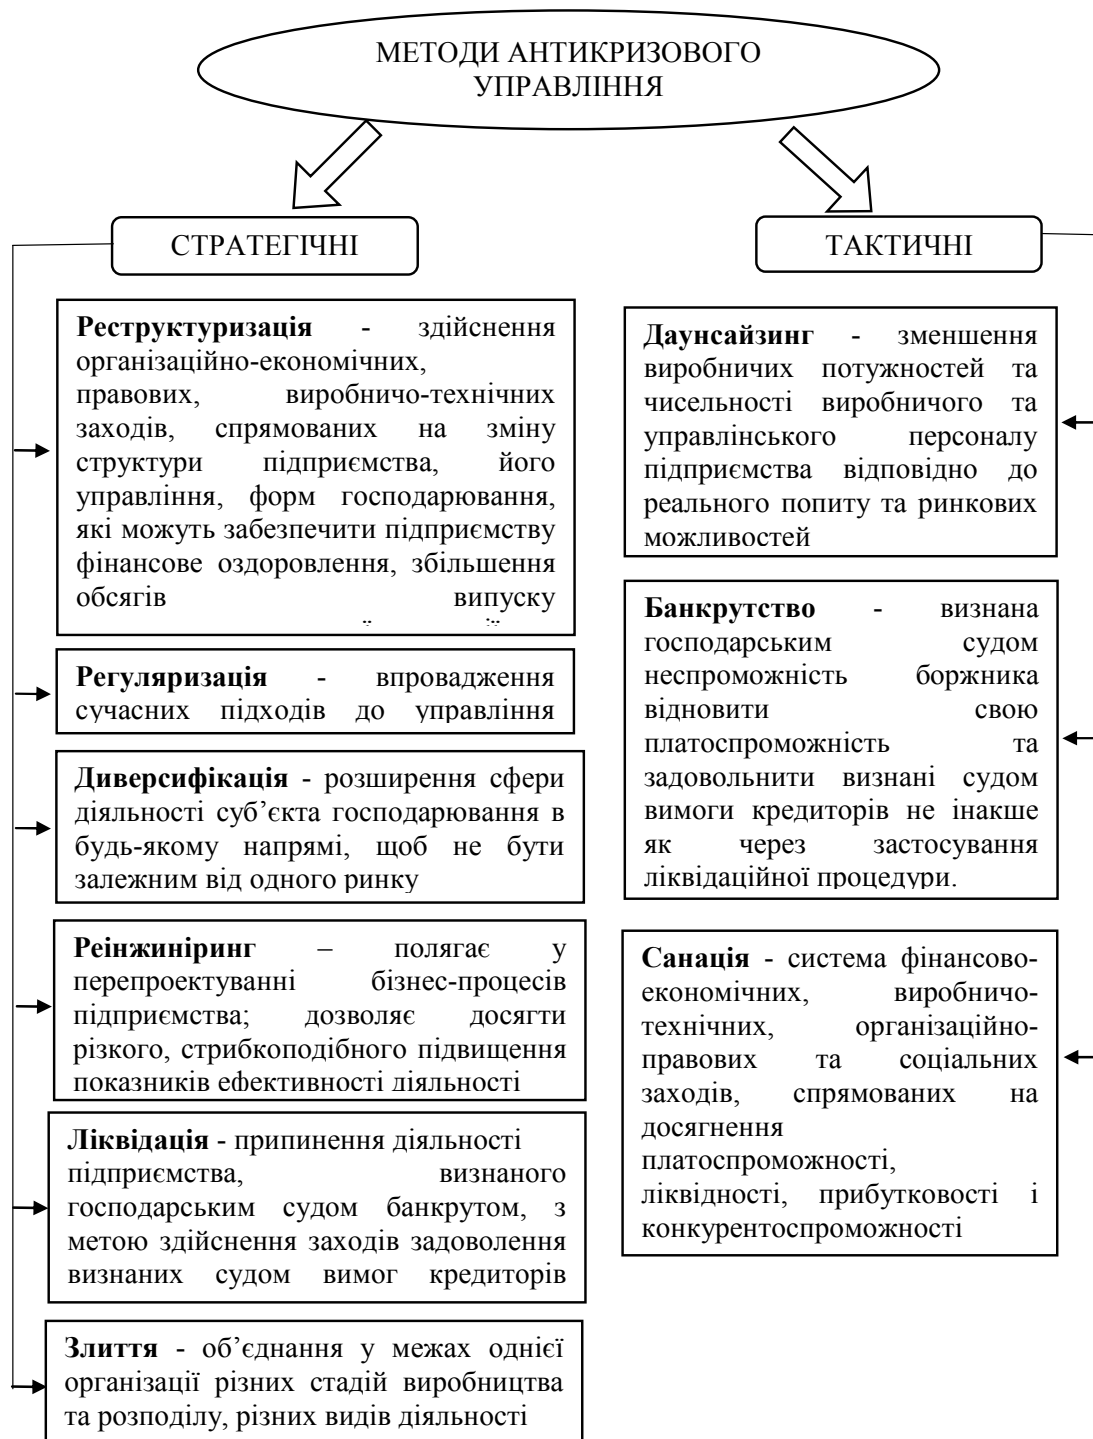 МЕТОДИ АНТИКРИЗОВОГО
УПРАВЛІННЯ
СТРАТЕГІЧНІ
ТАКТИЧНІ
Реструктуризація - здійснення
організаційно-економічних,
правових, виробничо-технічних
заходів, спрямованих на зміну
структури підприємства, його
управління, форм господарювання,
які можуть забезпечити підприємству
фінансове оздоровлення, збільшення
обсягів випуску
Регуляризація - впровадження
сучасних підходів до управління
Диверсифікація - розширення сфери
діяльності суб’єкта господарювання в
будь-якому напрямі, щоб не бути
залежним від одного ринку
Реінжиніринг – полягає у
перепроектуванні бізнес-процесів
підприємства; дозволяє досягти
різкого, стрибкоподібного підвищення
показників ефективності діяльності
Ліквідація - припинення діяльності
підприємства, визнаного
господарським судом банкрутом, з
метою здійснення заходів задоволення
визнаних судом вимог кредиторів
Злиття - об’єднання у межах однієї
організації різних стадій виробництва
та розподілу, різних видів діяльності
Даунсайзинг - зменшення
виробничих потужностей та
чисельності виробничого та
управлінського персоналу
підприємства відповідно до
реального попиту та ринкових
можливостей
Банкрутство - визнана
господарським судом
неспроможність боржника
відновити свою
платоспроможність та
задовольнити визнані судом
вимоги кредиторів не інакше
як через застосування
ліквідаційної процедури.
Санація - система фінансово-
економічних, виробничо-
технічних, організаційно-
правових та соціальних
заходів, спрямованих на
досягнення
платоспроможності,
ліквідності, прибутковості і
конкурентоспроможності